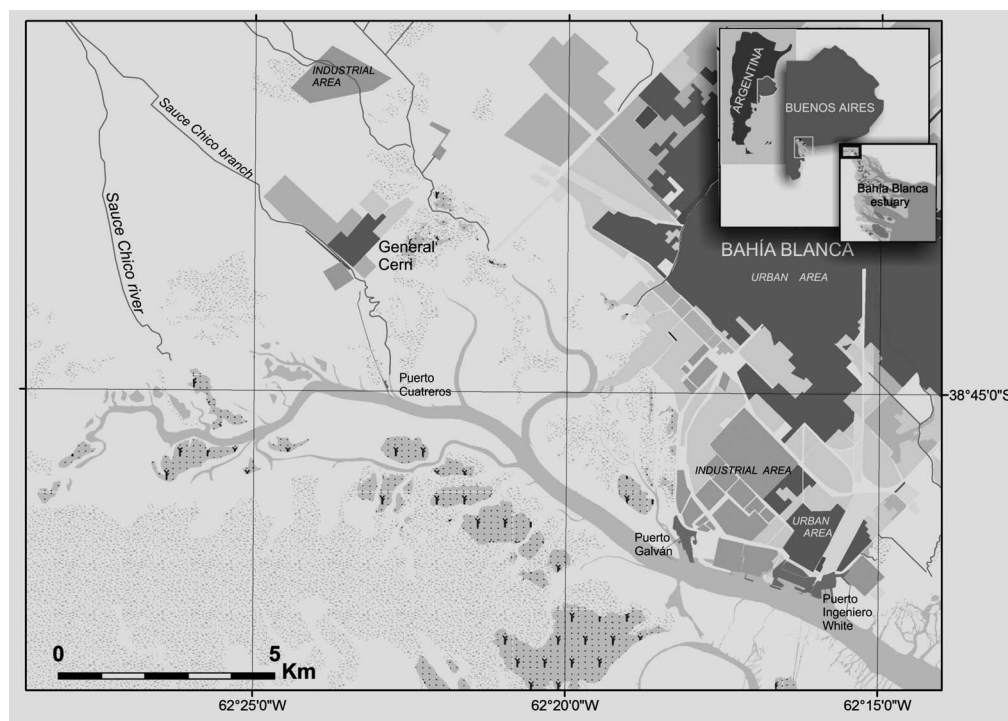 INDUSTRIAL
AREA
Sauce Chico branch
Sauce Chico river
General
Cerri
ARGENTINA
BUENOS AIRES
Bahía Blanca
estuary
BAHÍA BLANCA
URBAN AREA
Puerto
Cuatreros
38°45'0"S
INDUSTRIAL AREA
URBAN
AREA
Puerto
Galván
Puerto
Ingeniero
White
0 5
Km
62°25'0"W 62°20'0"W 62°15'0"W